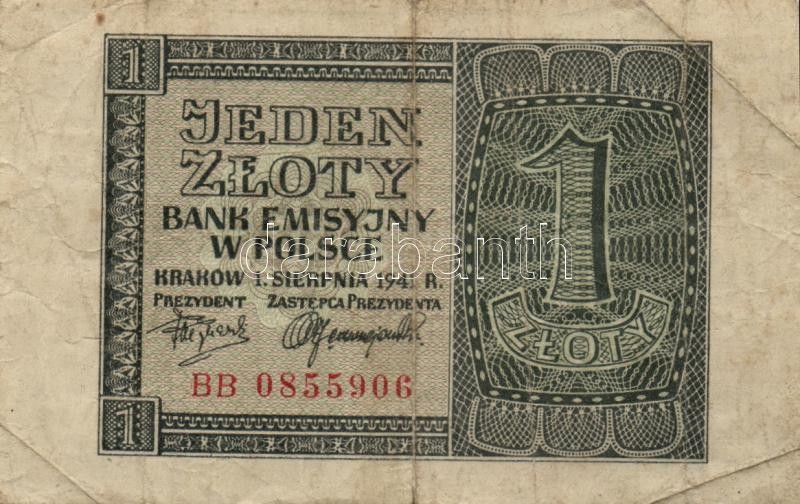 1
JEDEN
ZŁOTY
BANK EMISYJNY
W POLSCE
KRAKÓW 1. SIERPNIA 1941 R.
PREZYDENT ZASTĘPCA PREZYDENTA
BB 0855906
1
1
ZŁOTY
darabanth